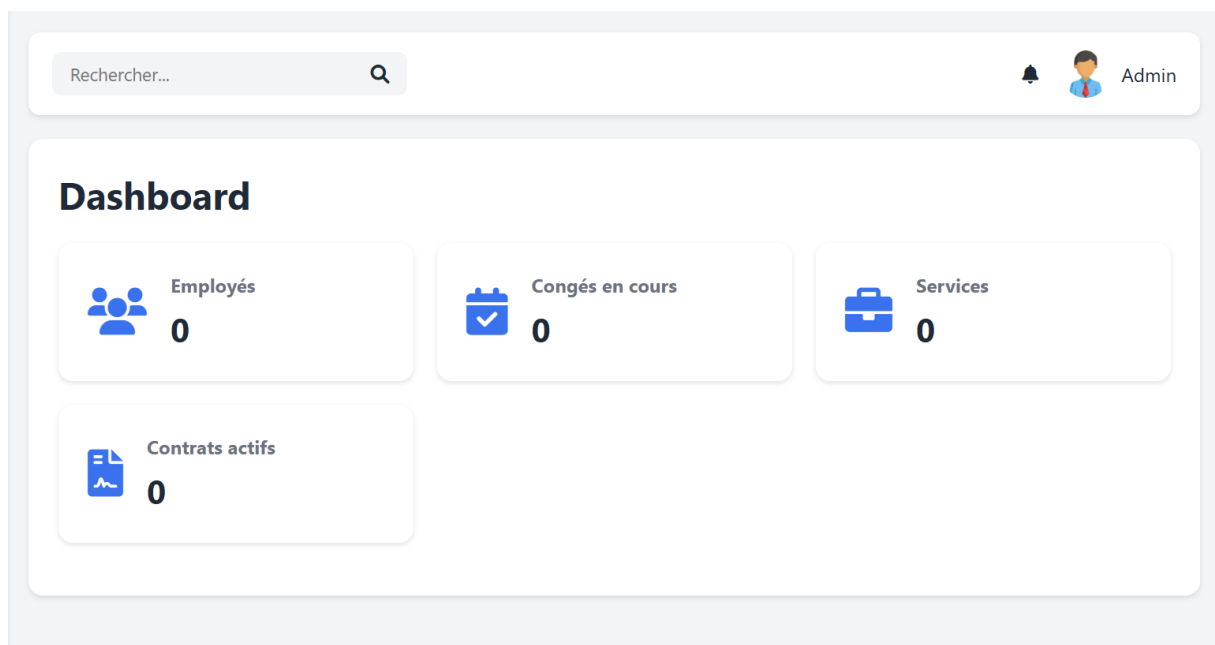 Rechercher...
Admin
Dashboard
Employés
0
Congés en cours
0
Services
0
Contrats actifs
0